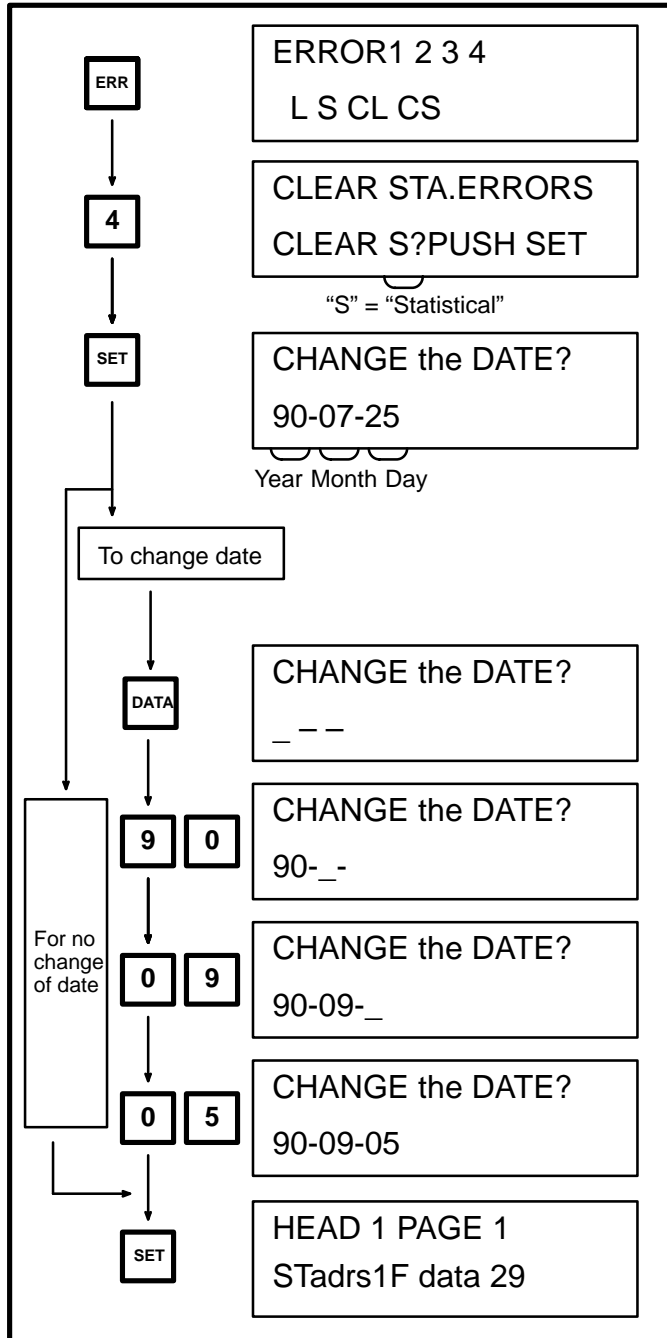 ERR
ERROR1 2 3 4
L S CL CS
4
CLEAR STA.ERRORS
CLEAR S?PUSH SET
“S” = “Statistical”
SET
CHANGE the DATE?
90-07-25
Year Month Day
To change date
DATA
CHANGE the DATE?
_ – –
9 0
CHANGE the DATE?
90-_-
For no
change
of date
0 9
CHANGE the DATE?
90-09-_
0 5
CHANGE the DATE?
90-09-05
SET
HEAD 1 PAGE 1
STadrs1F data 29